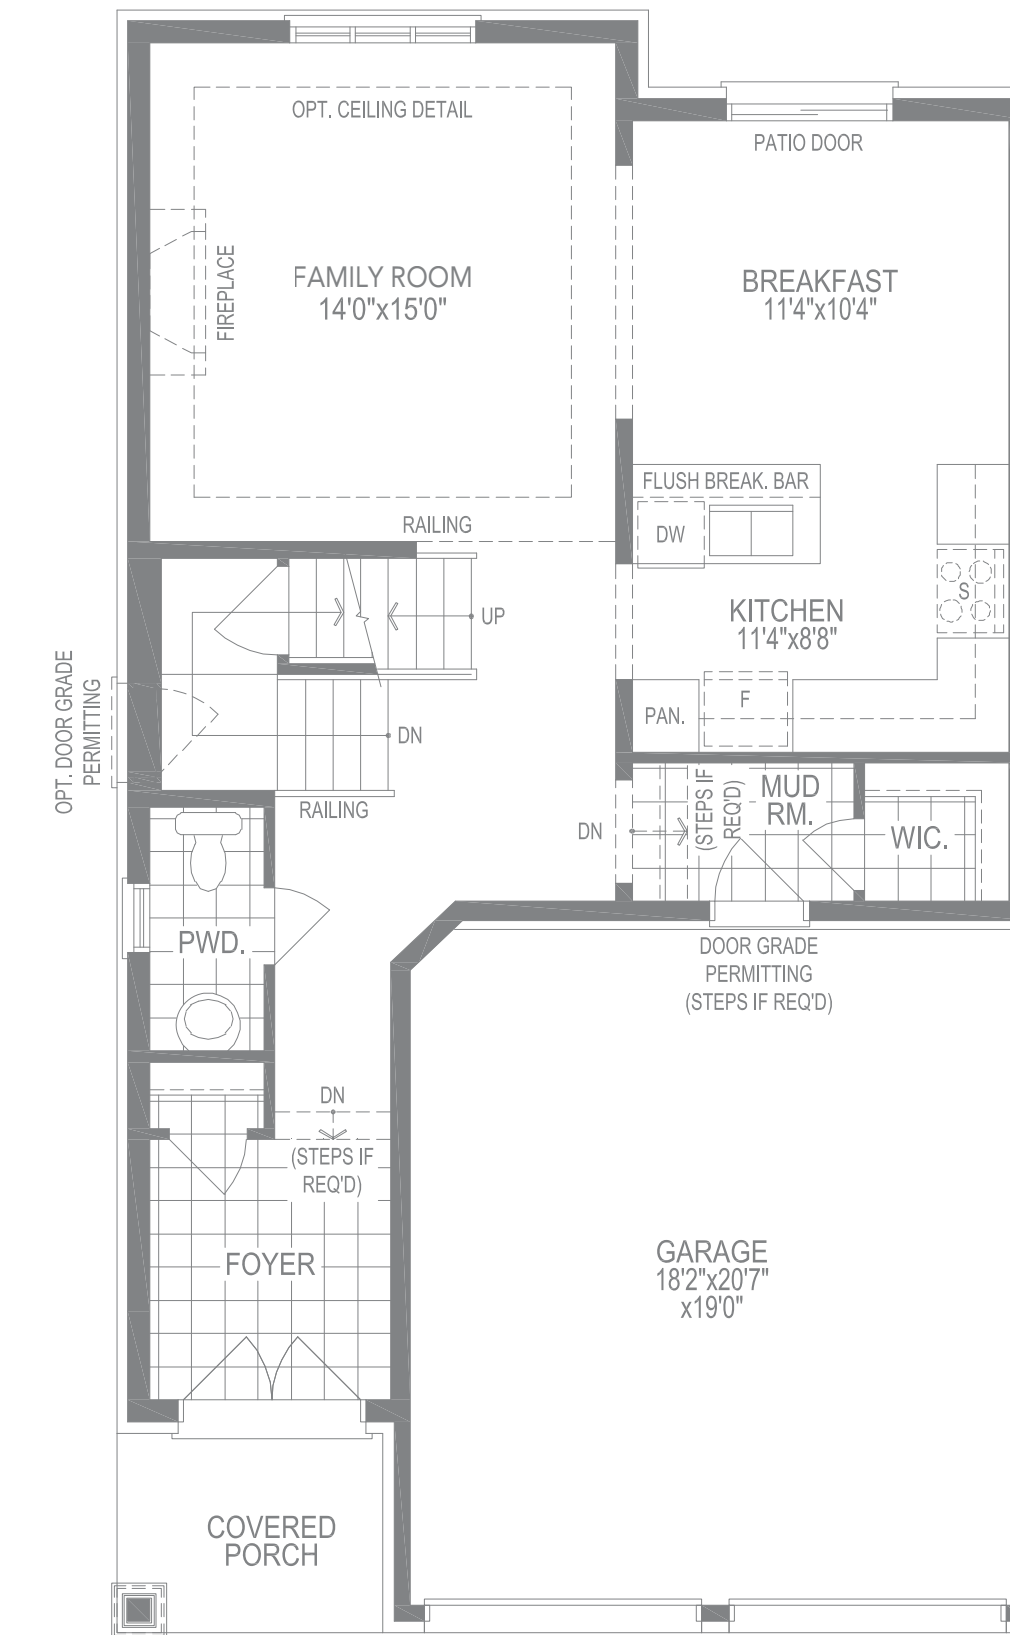 OPT. CEILING DETAIL
PATIO DOOR
FIREPLACE
FAMILY ROOM
14'0"x15'0"
BREAKFAST
11'4"x10'4"
FLUSH BREAK. BAR
DW
RAILING
S
UP
KITCHEN
11'4"x8'8"
OPT. DOOR GRADE
PERMITTING
F
PAN.
DN
RAILING
DN
(STEPS IF
REQ'D)
MUD
RM.
WIC.
PWD.
DOOR GRADE
PERMITTING
(STEPS IF REQ'D)
DN
(STEPS IF
REQ'D)
FOYER
GARAGE
18'2"x20'7"
x19'0"
COVERED
PORCH